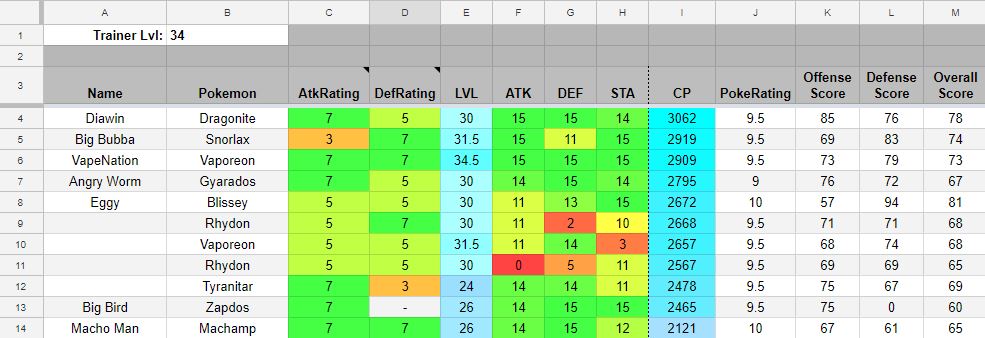 A B C D E F G H I J K L M
1 Trainer Lvl: 34
2
3 Name Pokemon AtkRating DefRating LVL ATK DEF STA CP PokeRating Offense Score Defense Score Overall Score
4 Diawin Dragonite 7 5 30 15 15 14 3062 9.5 85 76 78
5 Big Bubba Snorlax 3 7 31.5 15 11 15 2919 9.5 69 83 74
6 VapeNation Vaporeon 7 7 34.5 15 15 15 2909 9.5 73 79 73
7 Angry Worm Gyarados 7 5 30 14 15 14 2795 9 76 72 67
8 Eggy Blissey 5 5 30 11 13 15 2672 10 57 94 81
9 Rhydon 5 7 30 11 2 10 2668 9.5 71 71 68
10 Vaporeon 5 5 31.5 11 14 3 2657 9.5 68 74 68
11 Rhydon 5 5 30 0 5 11 2567 9.5 69 69 65
12 Tyranitar 7 3 24 14 14 11 2478 9.5 75 67 69
13 Big Bird Zapdos 7 - 26 14 15 15 2465 9.5 75 0 60
14 Macho Man Machamp 7 7 26 14 15 12 2121 10 67 61 65